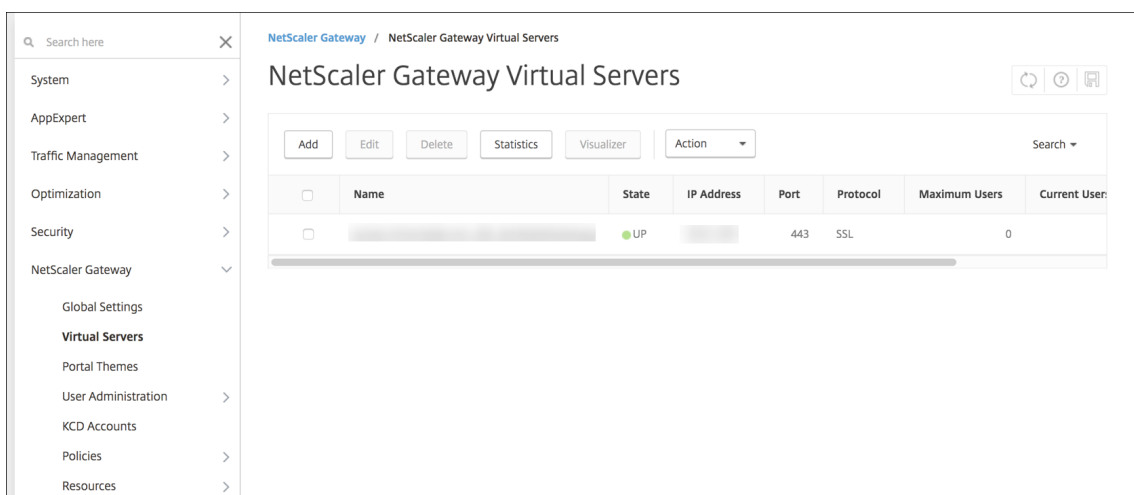 Search here
System
AppExpert
Traffic Management
Optimization
Security
NetScaler Gateway
Global Settings
Virtual Servers
Portal Themes
User Administration
KCD Accounts
Policies
Resources
NetScaler Gateway / NetScaler Gateway Virtual Servers
NetScaler Gateway Virtual Servers
Add Edit Delete Statistics Visualizer Action Search
Name State IP Address Port Protocol Maximum Users Current Users
UP 443 SSL 0